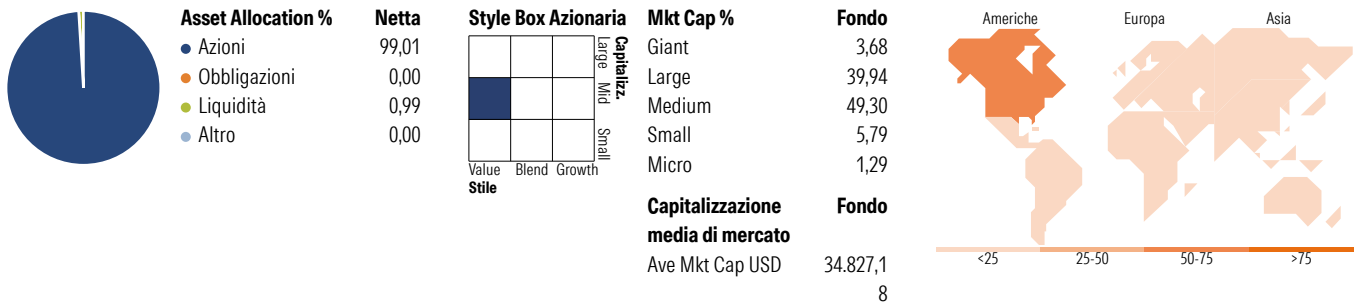 Asset Allocation % Netta
Azioni 99,01
Obbligazioni 0,00
Liquidità 0,99
Altro 0,00
Style Box Azionaria
Large
Mid
Small
Capitalizz.
Value Blend Growth
Stile
Mkt Cap % Fondo
Giant 3,68
Large 39,94
Medium 49,30
Small 5,79
Micro 1,29
Capitalizzazione Fondo
media di mercato
Ave Mkt Cap USD 34.827,1
8
Americhe Europa Asia
<25 25-50 50-75 >75